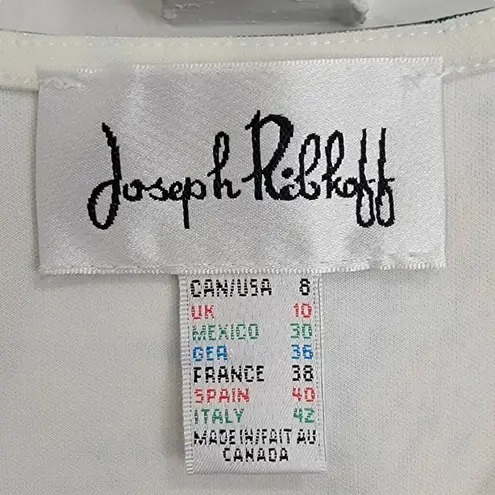 Joseph Ribkoff
CAN/USA 8
UK 10
MEXICO 30
GER 36
FRANCE 38
SPAIN 40
ITALY 42
MADE IN/FAIT AU
CANADA